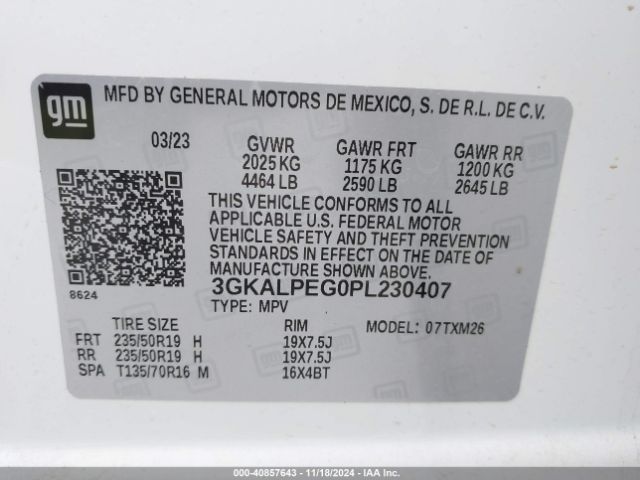 gm
MFD BY GENERAL MOTORS DE MEXICO, S. DE R.L. DE C.V.
03/23 GVWR GAWR FRT GAWR RR
2025 KG 1175 KG 1200 KG
4464 LB 2590 LB 2645 LB
THIS VEHICLE CONFORMS TO ALL
APPLICABLE U.S. FEDERAL MOTOR
VEHICLE SAFETY AND THEFT PREVENTION
STANDARDS IN EFFECT ON THE DATE OF
MANUFACTURE SHOWN ABOVE.
8624
3GKALPEG0PL230407
TYPE: MPV MODEL: 07TXM26
TIRE SIZE RIM
FRT 235/50R19 H 19X7.5J
RR 235/50R19 H 19X7.5J
SPA T135/70R16 M 16X4BT
000-40857643 - 11/18/2024 - IAA Inc.